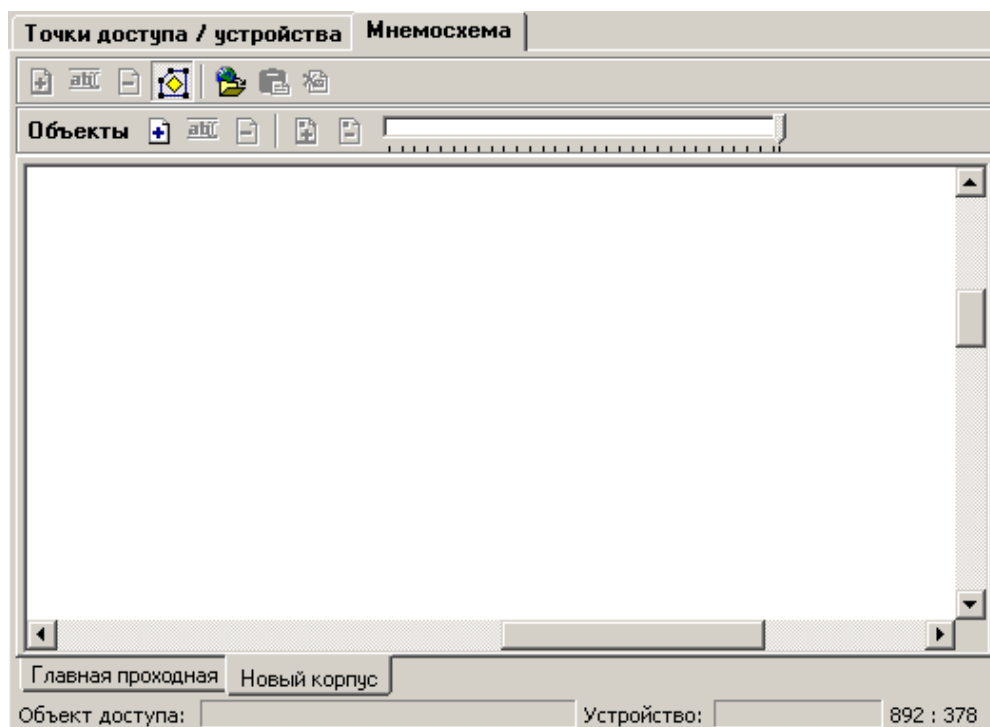 Точки доступа / устройства Мнемосхема
Объекты
Главная проходная Новый корпус
Объект доступа: Устройство: 892 : 378